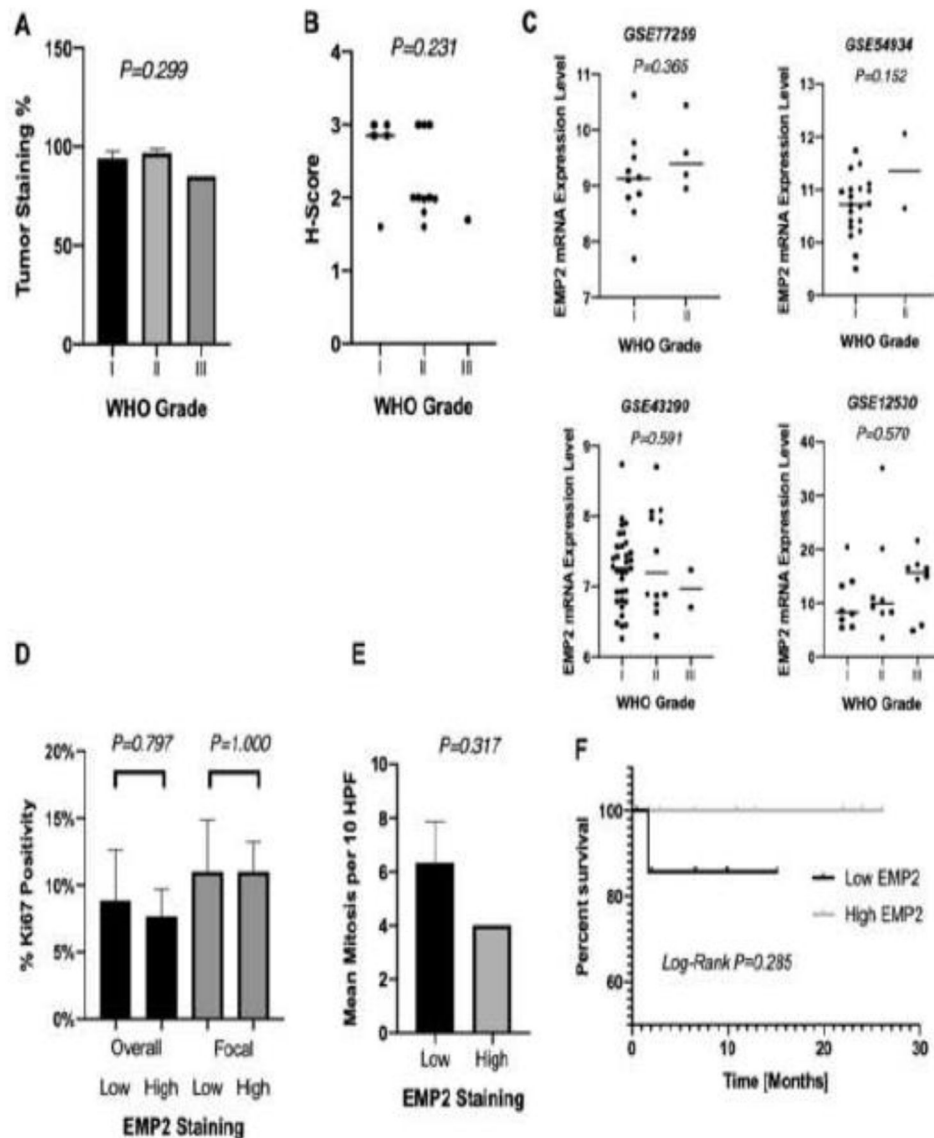 A
P=0.299
Tumor Staining %
150
100
50
0
I
II
III
WHO Grade
B
P=0.231
H-Score
4
3
2
1
0
I
II
III
WHO Grade
C
GSE77259
P=0.365
EMP2 mRNA Expression Level
11
10
9
8
7
I
II
WHO Grade
GSE54934
P=0.152
EMP2 mRNA Expression Level
13
12
11
10
9
I
II
WHO Grade
GSE43290
P=0.591
EMP2 mRNA Expression Level
9
8
7
6
I
II
III
WHO Grade
GSE12530
P=0.570
EMP2 mRNA Expression Level
40
30
20
10
0
I
II
III
WHO Grade
D
P=0.797
P=1.000
% Ki67 Positivity
20%
15%
10%
5%
0%
Overall
Focal
Low High Low High
EMP2 Staining
E
P=0.317
Mean Mitosis per 10 HPF
10
8
6
4
2
0
Low High
EMP2 Staining
F
Percent survival
100
80
60
Low EMP2
High EMP2
Log-Rank P=0.285
0 10 20 30
Time [Months]